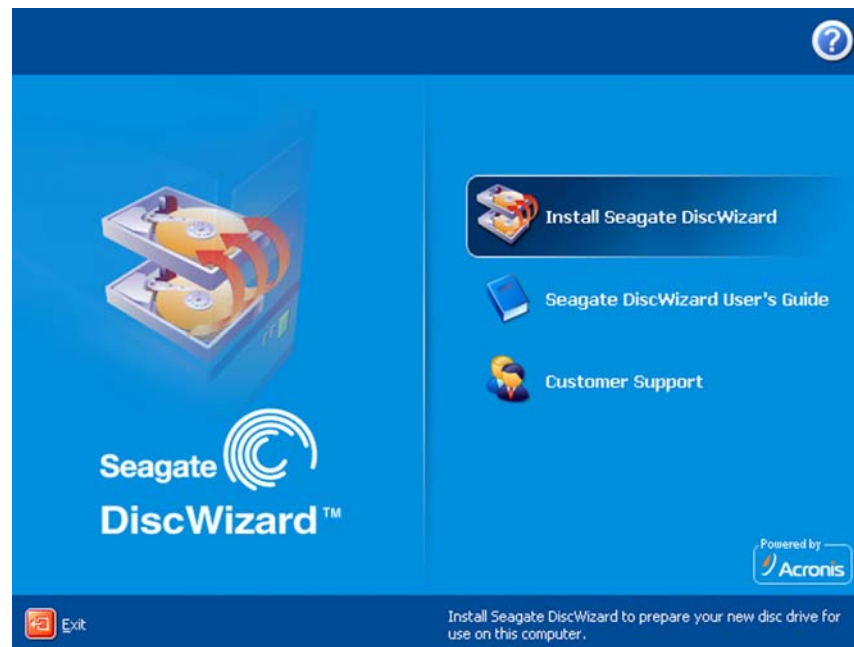 ?
Install Seagate DiscWizard
Seagate DiscWizard User's Guide
Customer Support
Seagate
DiscWizard™
Powered by
Acronis
Exit
Install Seagate DiscWizard to prepare your new disc drive for
use on this computer.